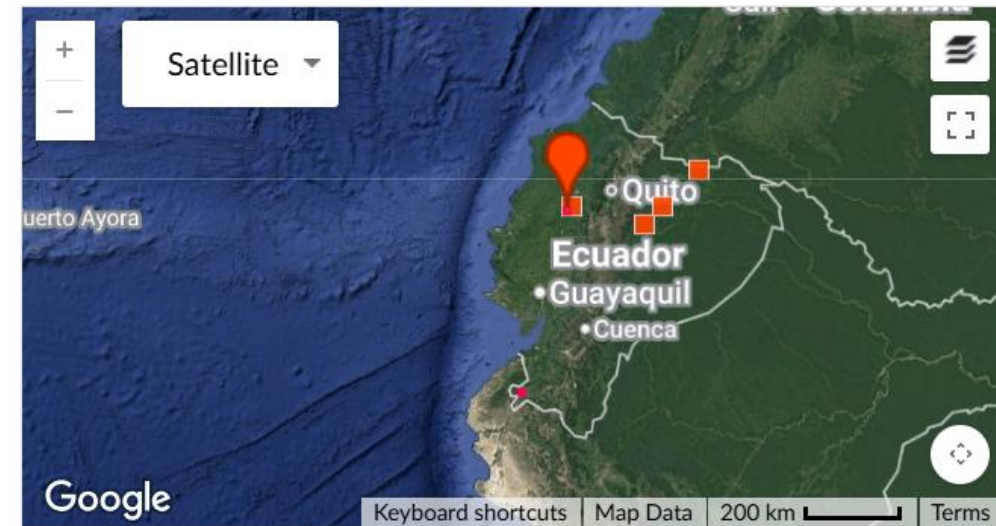 Satellite
Colombia
Quito
uerto Ayora
Ecuador
Guayaquil
Cuenca
Google
Keyboard shortcuts
Map Data
200 km
Terms